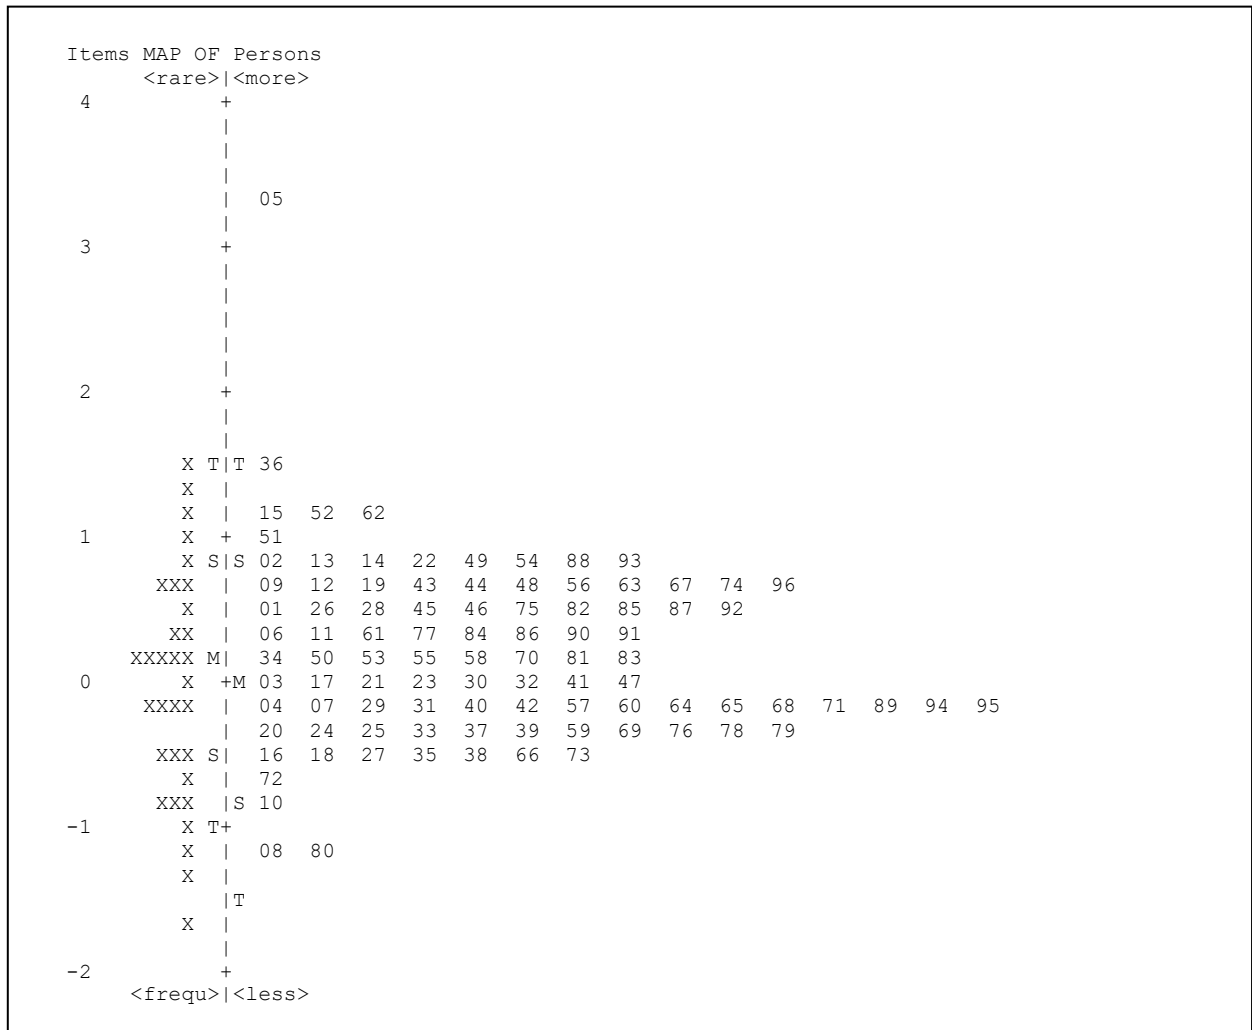 Items MAP OF Persons
<rare>|<more>
4 +
|
|
|
| 05
|
3 +
|
|
|
|
|
2 +
|
|
X T|T 36
X |
X | 15 52 62
1 X + 51
X S|S 02 13 14 22 49 54 88 93
XXX | 09 12 19 43 44 48 56 63 67 74 96
X | 01 26 28 45 46 75 82 85 87 92
XX | 06 11 61 77 84 86 90 91
XXXXX M| 34 50 53 55 58 70 81 83
0 X +M 03 17 21 23 30 32 41 47
XXXX | 04 07 29 31 40 42 57 60 64 65 68 71 89 94 95
| 20 24 25 33 37 39 59 69 76 78 79
XXX S| 16 18 27 35 38 66 73
X | 72
XXX |S 10
-1 X T+
X | 08 80
X |
|T
X |
|
-2 +
<frequ>|<less>